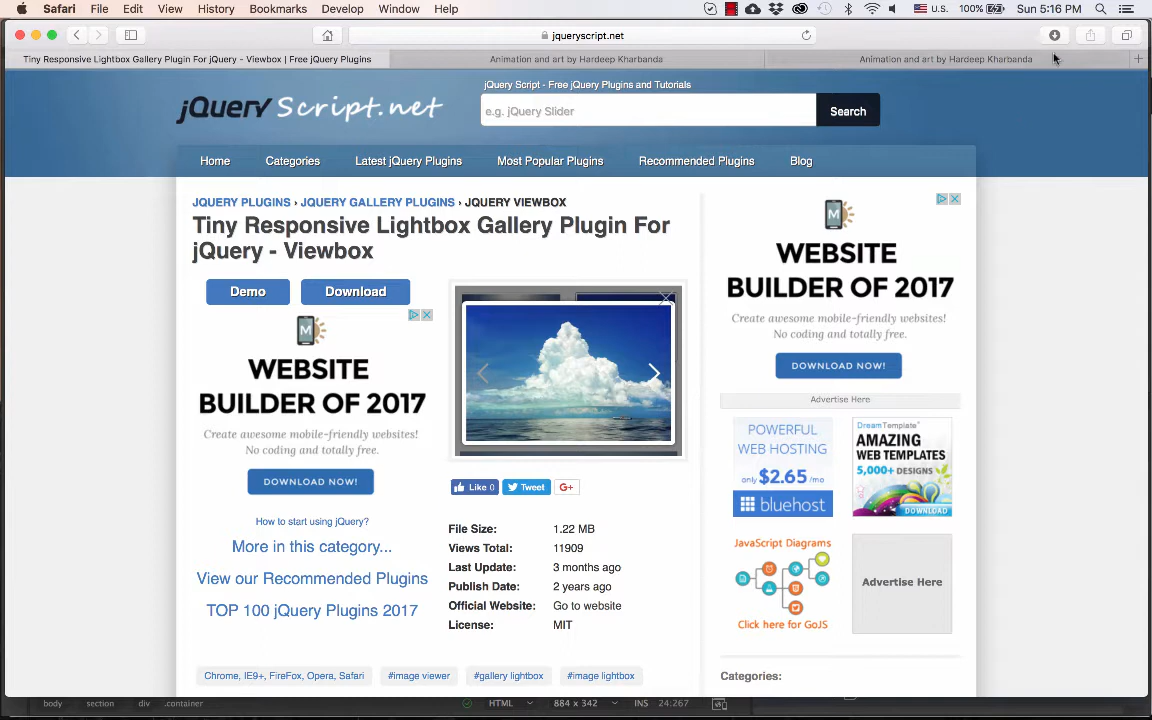 Safari File Edit View History Bookmarks Develop Window Help U.S. 100% Sun 5:16 PM
jqueryscript.net
Tiny Responsive Lightbox Gallery Plugin For jQuery - Viewbox | Free jQuery Plugins
Animation and art by Hardeep Kharbanda
Animation and art by Hardeep Kharbanda
jQuery Script.net
jQuery Script - Free jQuery Plugins and Tutorials
e.g. jQuery Slider
Search
Home Categories Latest jQuery Plugins Most Popular Plugins Recommended Plugins Blog
JQUERY PLUGINS › JQUERY GALLERY PLUGINS › JQUERY VIEWBOX
Tiny Responsive Lightbox Gallery Plugin For
jQuery - Viewbox
Demo
Download
M
WEBSITE
BUILDER OF 2017
Create awesome mobile-friendly websites!
No coding and totally free.
DOWNLOAD NOW!
How to start using jQuery?
More in this category...
View our Recommended Plugins
TOP 100 jQuery Plugins 2017
Like 0
Tweet
G+
File Size: 1.22 MB
Views Total: 11909
Last Update: 3 months ago
Publish Date: 2 years ago
Official Website: Go to website
License: MIT
Chrome, IE9+, FireFox, Opera, Safari
#image viewer
#gallery lightbox
#image lightbox
M
WEBSITE
BUILDER OF 2017
Create awesome mobile-friendly websites!
No coding and totally free.
DOWNLOAD NOW!
Advertise Here
POWERFUL
WEB HOSTING
only $2.65 /mo
bluehost
DreamTemplate
AMAZING
WEB TEMPLATES
5,000+ DESIGNS
DOWNLOAD
JavaScript Diagrams
Click here for GoJS
Advertise Here
Categories:
body section div .container HTML 884 x 342 INS 24:267